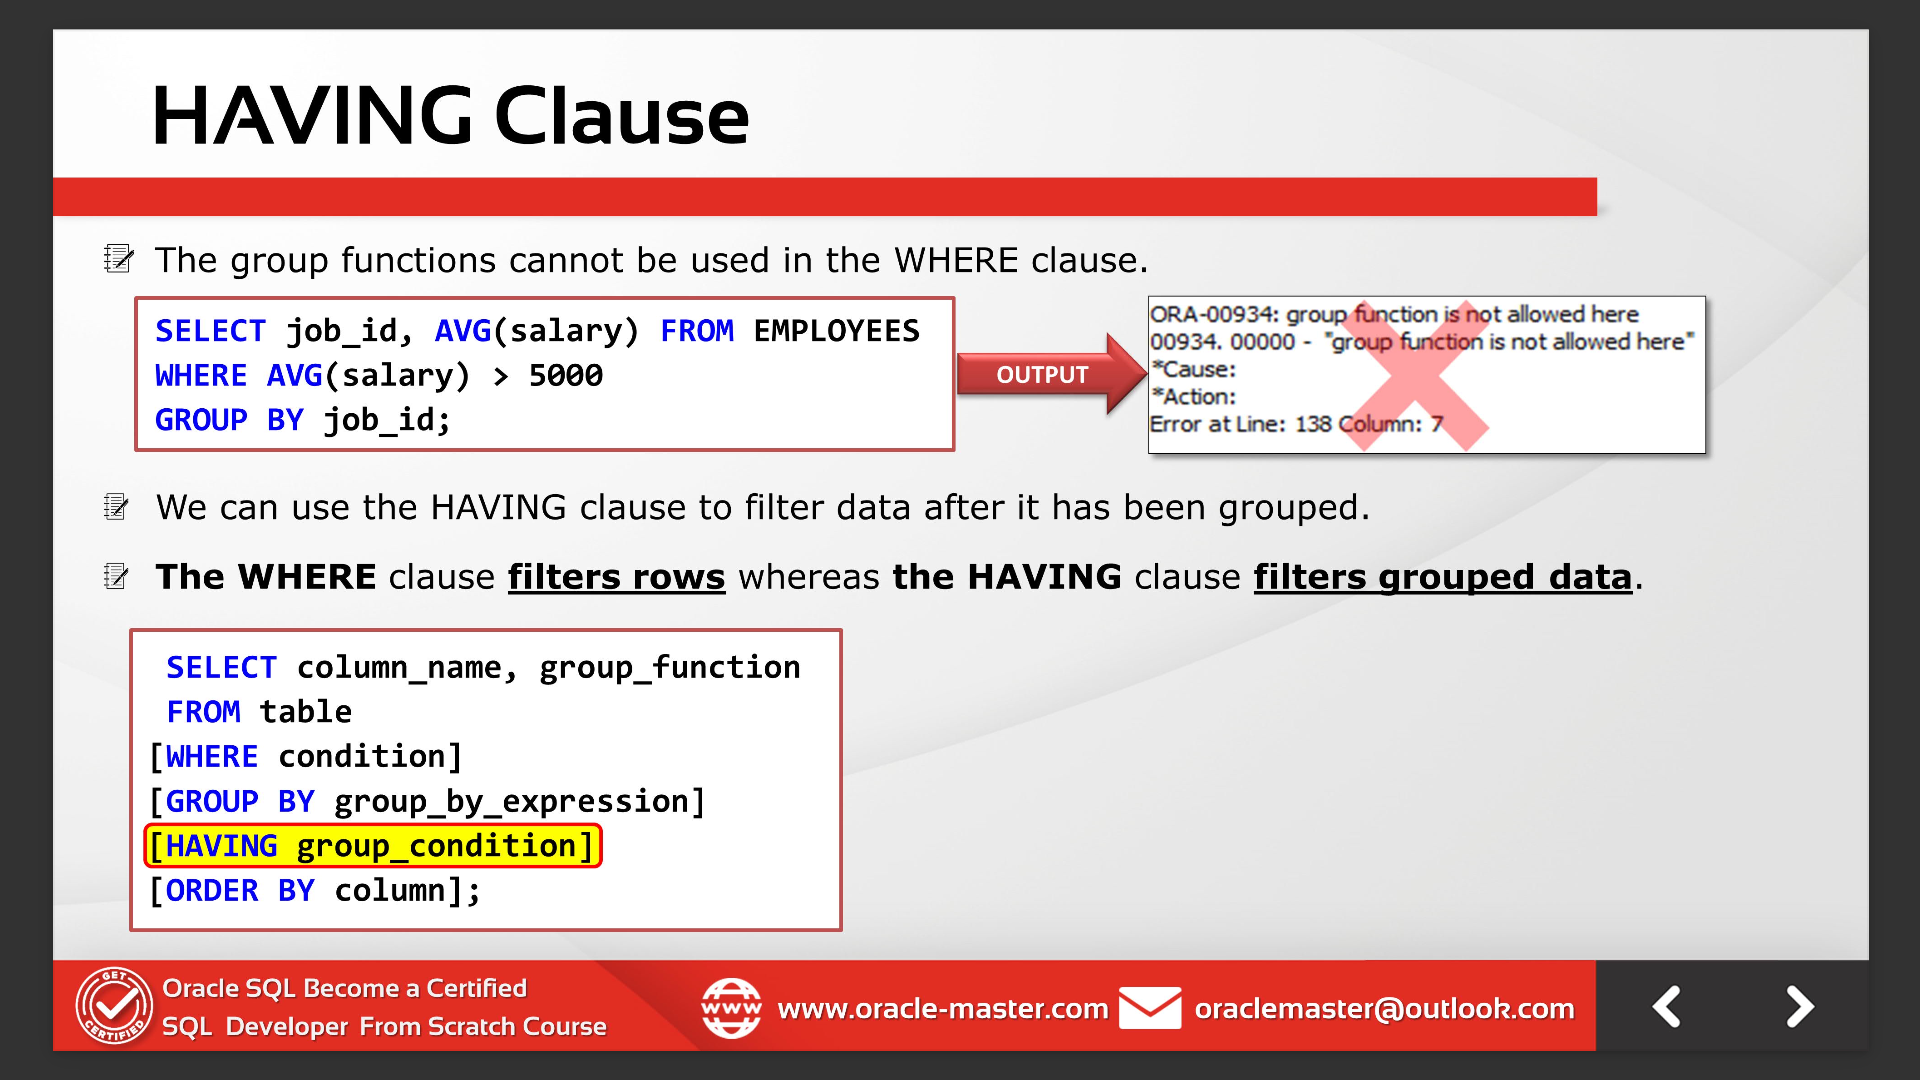 HAVING Clause
The group functions cannot be used in the WHERE clause.
SELECT job_id, AVG(salary) FROM EMPLOYEES
WHERE AVG(salary) > 5000
GROUP BY job_id;
OUTPUT
ORA-00934: group function is not allowed here
00934. 00000 - "group function is not allowed here"
*Cause:
*Action:
Error at Line: 138 Column: 7
We can use the HAVING clause to filter data after it has been grouped.
The WHERE clause filters rows whereas the HAVING clause filters grouped data.
SELECT column_name, group_function
FROM table
[WHERE condition]
[GROUP BY group_by_expression]
[HAVING group_condition]
[ORDER BY column];
GET
CERTIFIED
Oracle SQL Become a Certified
SQL Developer From Scratch Course
www
www.oracle-master.com
oraclemaster@outlook.com